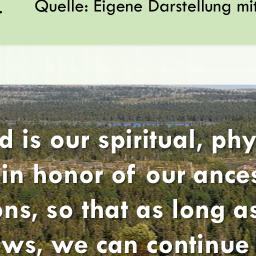 . Quelle: Eigene Darstellung mit
d is our spiritual, phy
in honor of our ances
ons, so that as long as
ws, we can continue